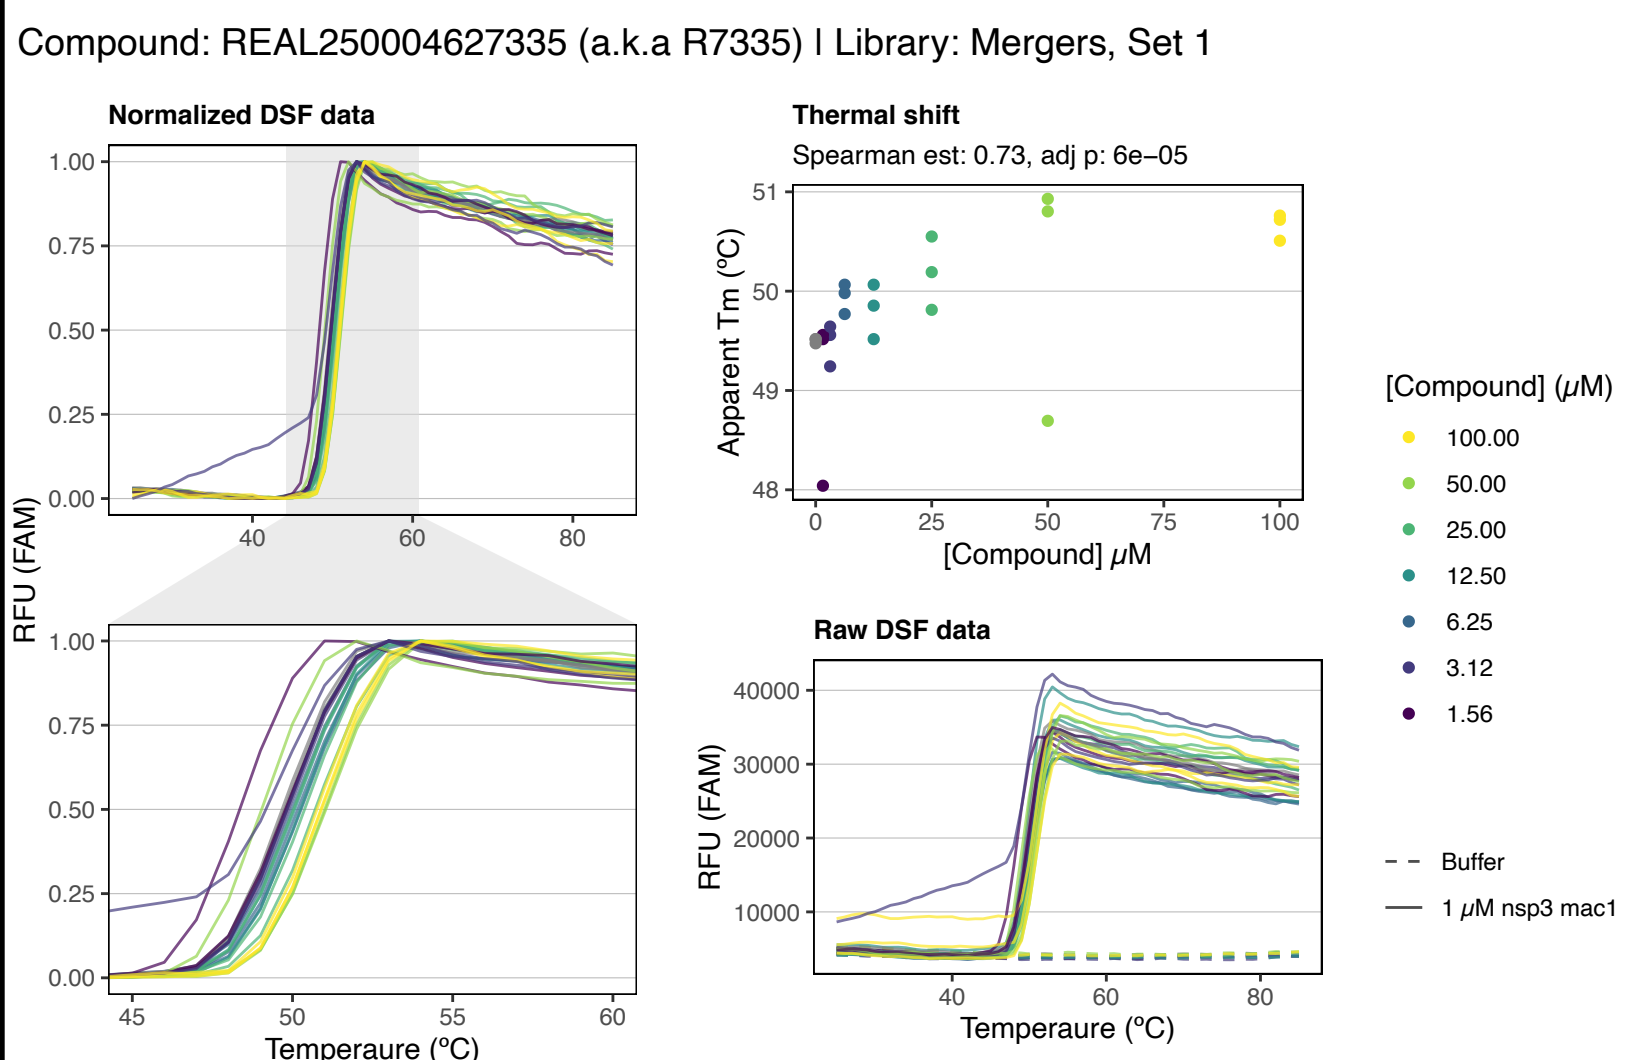 Compound: REAL250004627335 (a.k.a R7335) | Library: Mergers, Set 1
Normalized DSF data
1.00
0.75
0.50
0.25
0.00
40 60 80
RFU (FAM)
1.00
0.75
0.50
0.25
0.00
45 50 55 60
Temperaure (ºC)
Thermal shift
Spearman est: 0.73, adj p: 6e−05
Apparent Tm (ºC)
51
50
49
48
0 25 50 75 100
[Compound] µM
Raw DSF data
RFU (FAM)
40000
30000
20000
10000
40 60 80
Temperaure (ºC)
[Compound] (µM)
100.00
50.00
25.00
12.50
6.25
3.12
1.56
Buffer
1 µM nsp3 mac1